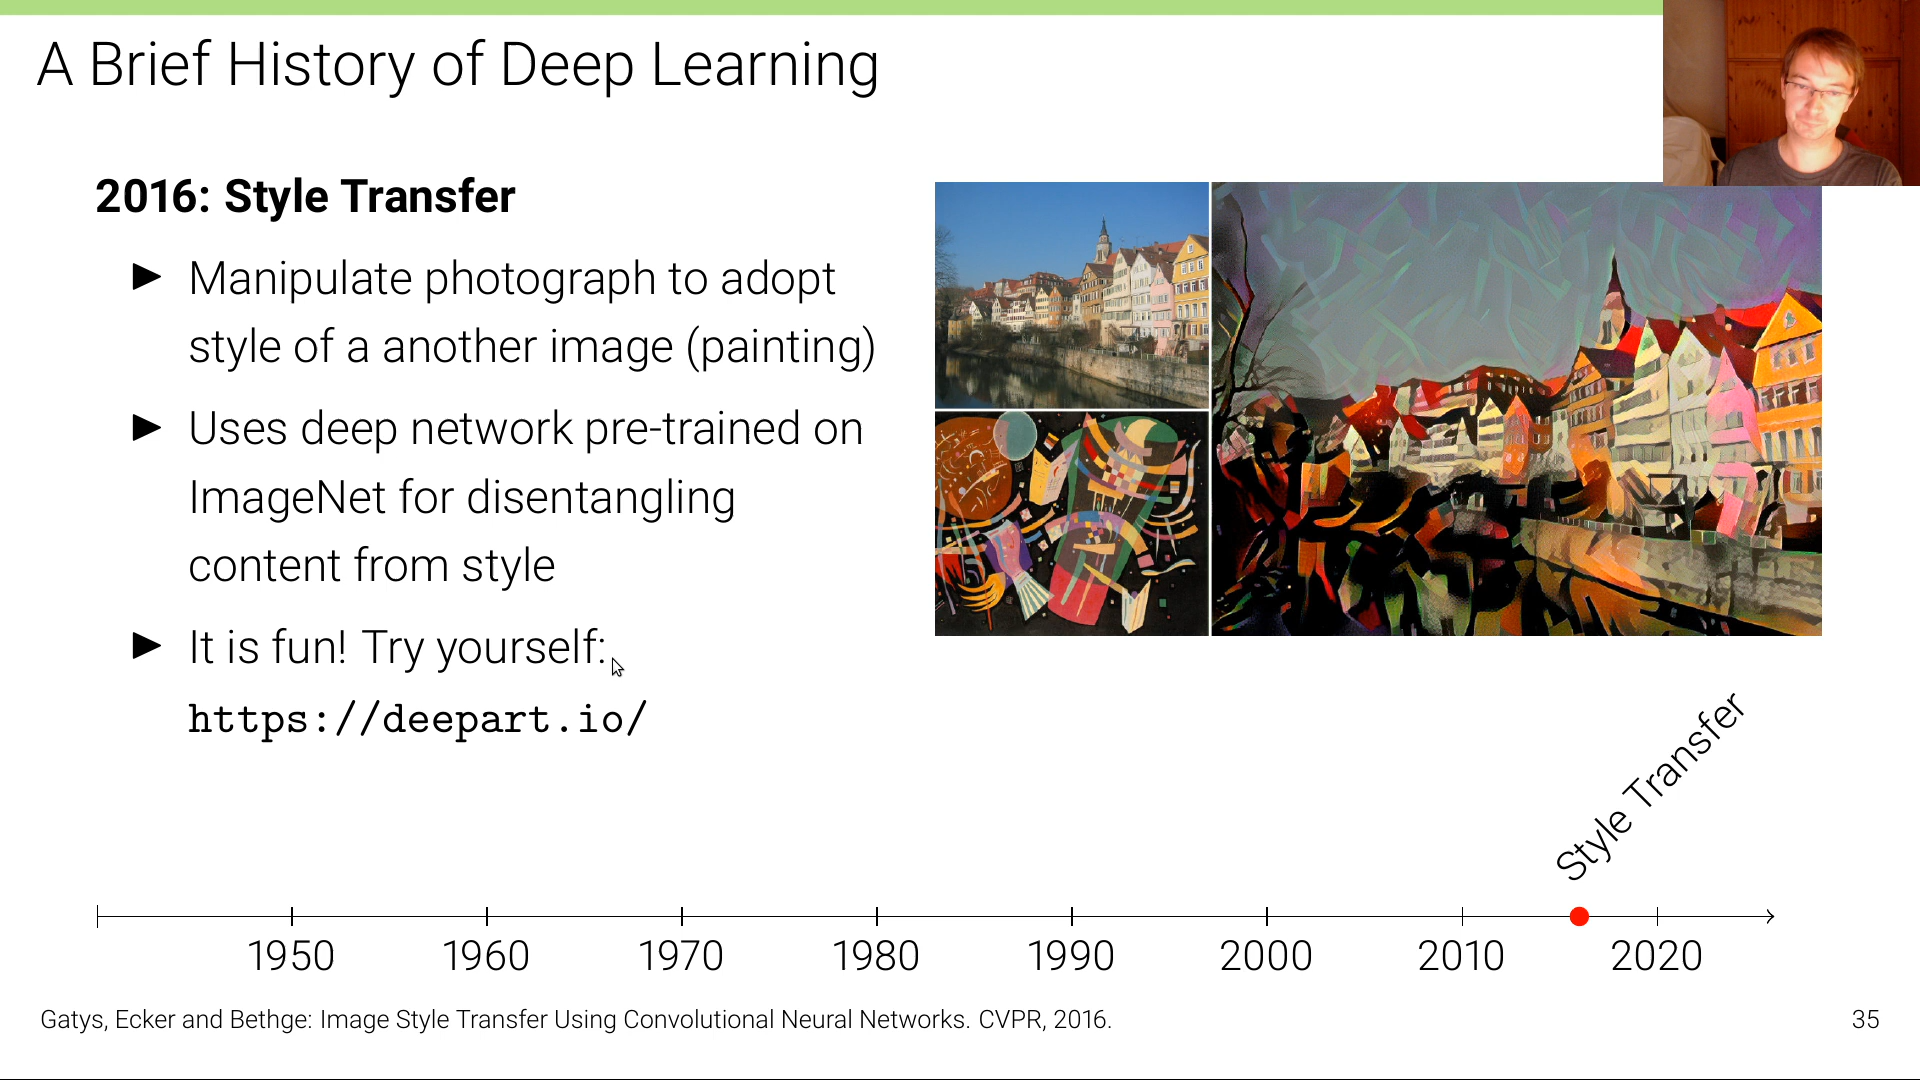 A Brief History of Deep Learning
2016: Style Transfer
Manipulate photograph to adopt
style of a another image (painting)
Uses deep network pre-trained on
ImageNet for disentangling
content from style
It is fun! Try yourself:
https://deepart.io/
Style Transfer
1950 1960 1970 1980 1990 2000 2010 2020
Gatys, Ecker and Bethge: Image Style Transfer Using Convolutional Neural Networks. CVPR, 2016.
35